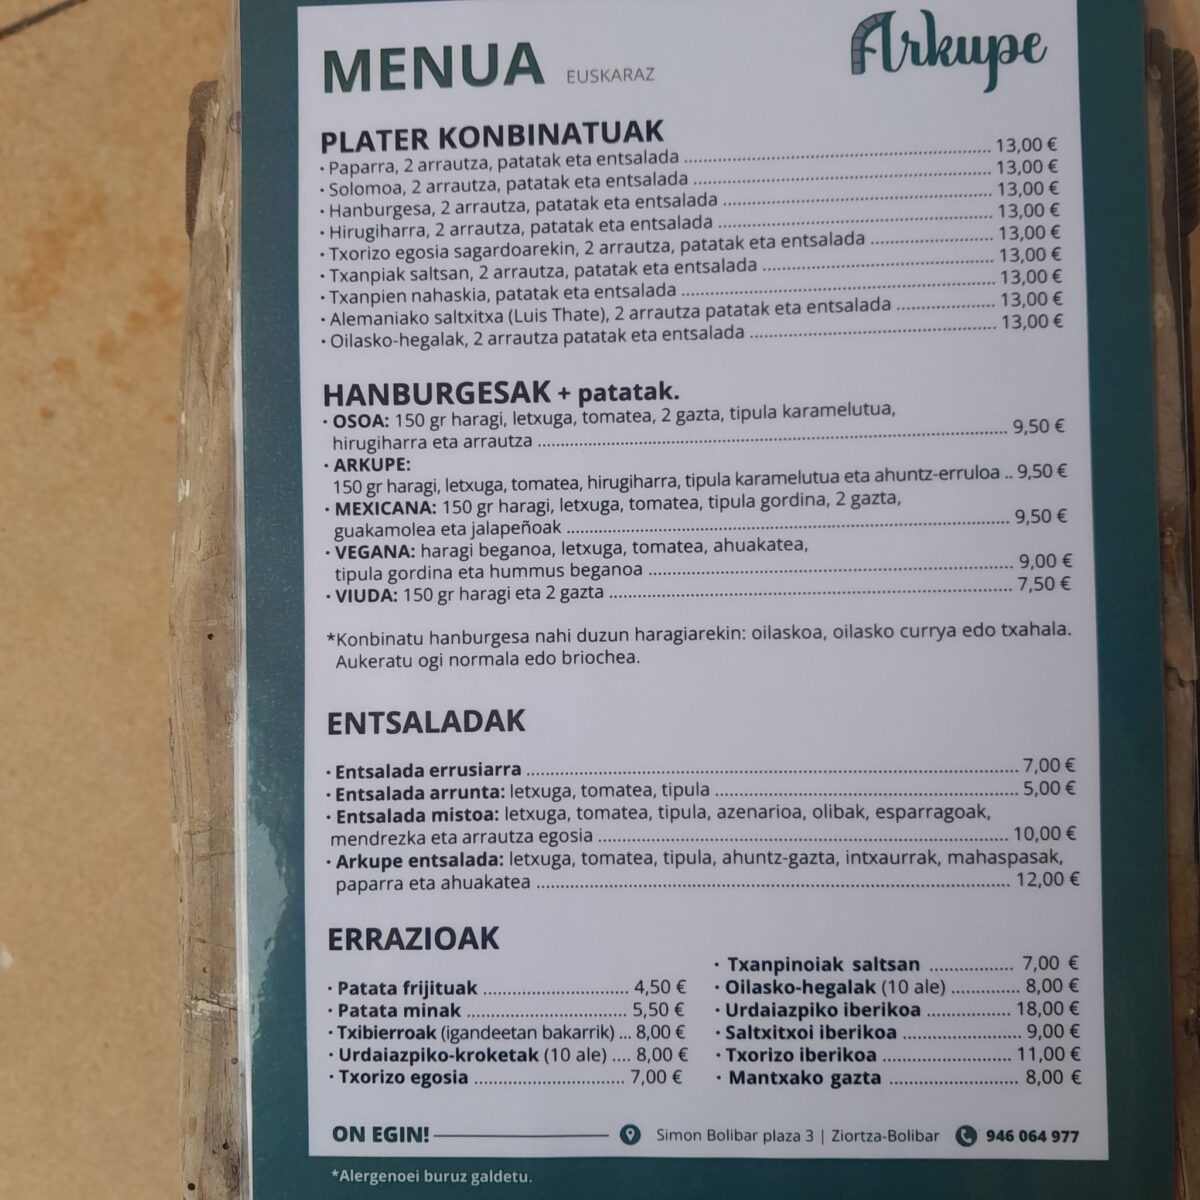 MENUA EUSKARAZ
Arkupe
PLATER KONBINATUAK
· Paparra, 2 arrautza, patatak eta entsalada ........ 13,00 €
· Solomoa, 2 arrautza, patatak eta entsalada ........ 13,00 €
· Hanburgesa, 2 arrautza, patatak eta entsalada ........ 13,00 €
· Hirugiharra, 2 arrautza, patatak eta entsalada ........ 13,00 €
· Txorizo egosia sagardoarekin, 2 arrautza, patatak eta entsalada ........ 13,00 €
· Txanpiak saltsan, 2 arrautza, patatak eta entsalada ........ 13,00 €
· Txanpien nahaskia, patatak eta entsalada ........ 13,00 €
· Alemaniako saltxitxa (Luis Thate), 2 arrautza patatak eta entsalada ........ 13,00 €
· Oilasko-hegalak, 2 arrautza patatak eta entsalada ........ 13,00 €
HANBURGESAK + patatak.
· OSOA: 150 gr haragi, letxuga, tomatea, 2 gazta, tipula karamelutua,
hirugiharra eta arrautza ........ 9,50 €
· ARKUPE:
150 gr haragi, letxuga, tomatea, hirugiharra, tipula karamelutua eta ahuntz-erruloa .. 9,50 €
· MEXICANA: 150 gr haragi, letxuga, tomatea, tipula gordina, 2 gazta,
guakamolea eta jalapeñoak ........ 9,50 €
· VEGANA: haragi beganoa, letxuga, tomatea, ahuakatea,
tipula gordina eta hummus beganoa ........ 9,00 €
· VIUDA: 150 gr haragi eta 2 gazta ........ 7,50 €
*Konbinatu hanburgesa nahi duzun haragiarekin: oilaskoa, oilasko currya edo txahala.
Aukeratu ogi normala edo briochea.
ENTSALADAK
· Entsalada errusiarra ........ 7,00 €
· Entsalada arrunta: letxuga, tomatea, tipula ........ 5,00 €
· Entsalada mistoa: letxuga, tomatea, tipula, azenarioa, olibak, esparragoak,
mendrezka eta arrautza egosia ........ 10,00 €
· Arkupe entsalada: letxuga, tomatea, tipula, ahuntz-gazta, intxaurrak, mahaspasak,
paparra eta ahuakatea ........ 12,00 €
ERRAZIOAK
· Patata frijituak ........ 4,50 €
· Patata minak ........ 5,50 €
· Txibierroak (igandeetan bakarrik) ... 8,00 €
· Urdaiazpiko-kroketak (10 ale) .... 8,00 €
· Txorizo egosia ........ 7,00 €
· Txanpinoiak saltsan ........ 7,00 €
· Oilasko-hegalak (10 ale) ........ 8,00 €
· Urdaiazpiko iberikoa ........ 18,00 €
· Saltxitxoi iberikoa ........ 9,00 €
· Txorizo iberikoa ........ 11,00 €
· Mantxako gazta ........ 8,00 €
ON EGIN! Simon Bolibar plaza 3 | Ziortza-Bolibar 946 064 977
*Alergenoei buruz galdetu.